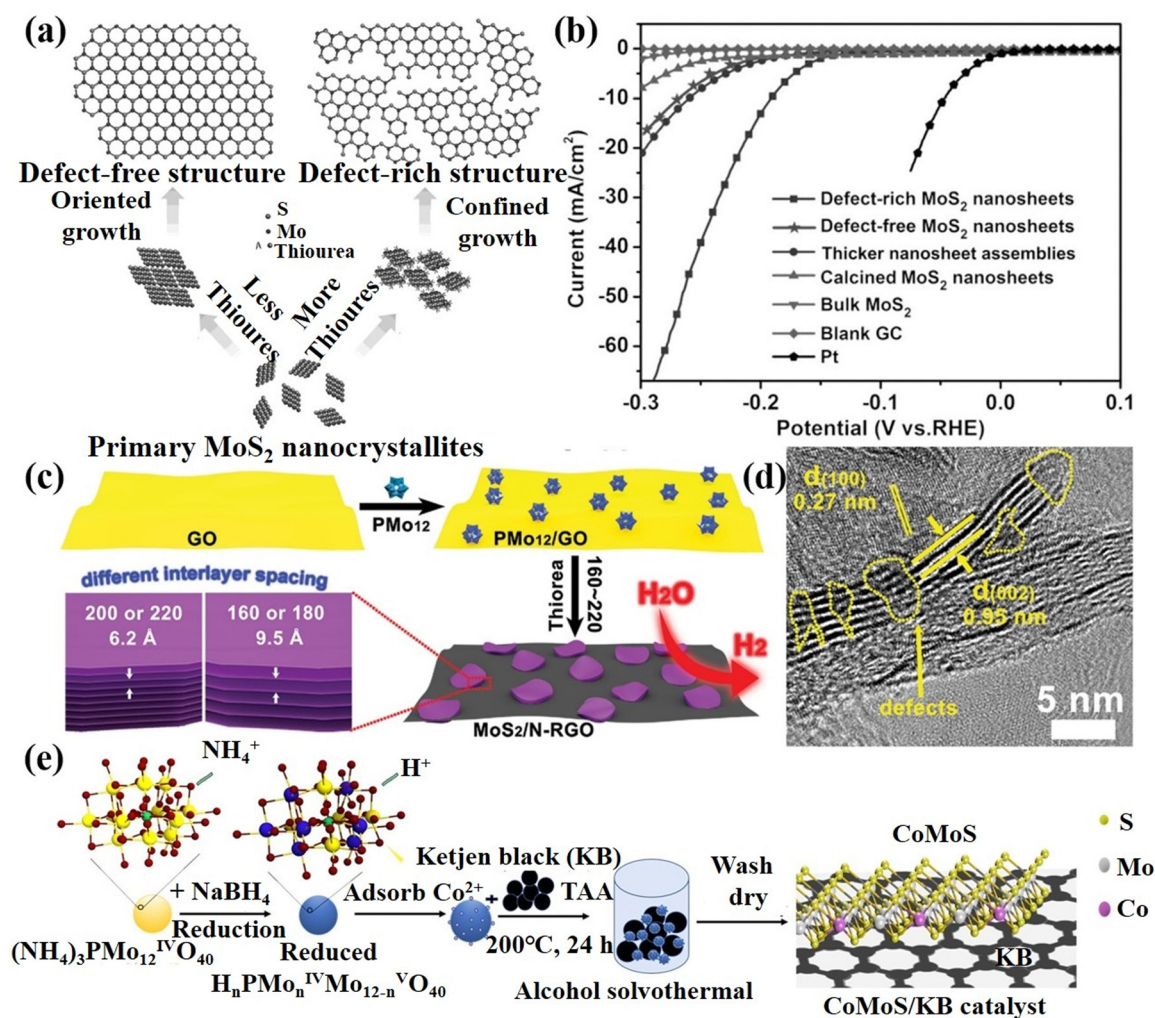 (a)
Defect-free structure
Defect-rich structure
Oriented
growth
S
Mo
Thiourea
Confined
growth
Less
Thioures
More
Thioures
Primary MoS₂ nanocrystallites
(b)
0
-10
-20
-30
-40
-50
-60
Current (mA/cm²)
Defect-rich MoS₂ nanosheets
Defect-free MoS₂ nanosheets
Thicker nanosheet assemblies
Calcined MoS₂ nanosheets
Bulk MoS₂
Blank GC
Pt
-0.3 -0.2 -0.1 0.0 0.1
Potential (V vs.RHE)
(c)
GO
PMo₁₂
PMo₁₂/GO
different interlayer spacing
200 or 220
6.2 Å
160 or 180
9.5 Å
Thiorea
160~220
H₂O
H₂
MoS₂/N-RGO
(d)
d(100)
0.27 nm
d(002)
0.95 nm
defects
5 nm
(e)
NH₄⁺
H⁺
+ NaBH₄
Reduction
(NH₄)₃PMo₁₂ᴵⱽO₄₀
Reduced
HₙPMoₙᴵⱽMo₁₂₋ₙⱽO₄₀
Adsorb Co²⁺
Ketjen black (KB)
+
TAA
200°C, 24 h
Alcohol solvothermal
Wash
dry
CoMoS
KB
CoMoS/KB catalyst
S
Mo
Co